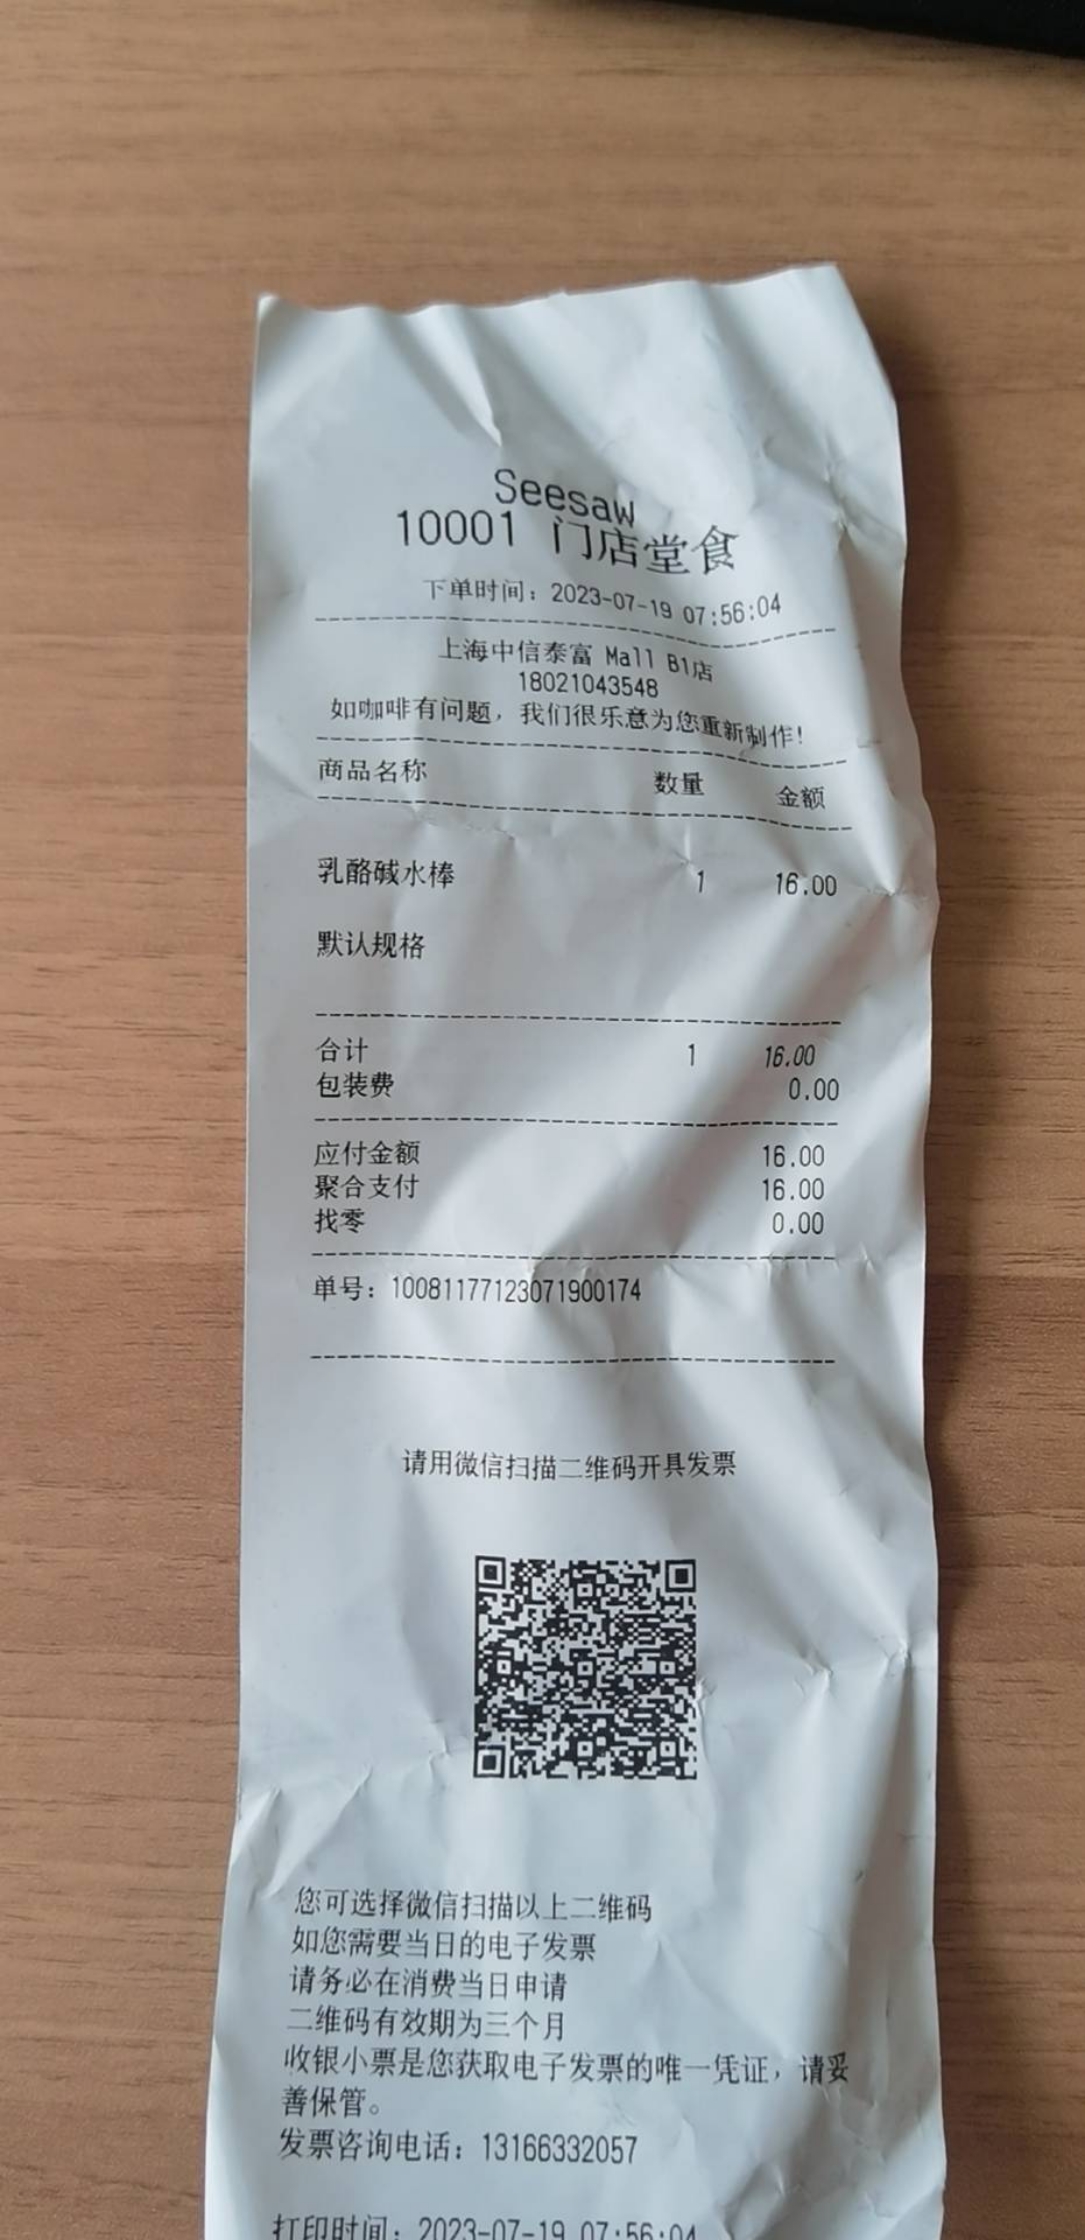 Seesaw
10001 门店堂食
下单时间：2023-07-19 07:56:04
上海中信泰富 Mall B1店
18021043548
如咖啡有问题，我们很乐意为您重新制作!
商品名称 数量 金额
乳酪碱水棒 1 16.00
默认规格
合计 1 16.00
包装费 0.00
应付金额 16.00
聚合支付 16.00
找零 0.00
单号：10081177123071900174
请用微信扫描二维码开具发票
您可选择微信扫描以上二维码
如您需要当日的电子发票
请务必在消费当日申请
二维码有效期为三个月
收银小票是您获取电子发票的唯一凭证，请妥
善保管。
发票咨询电话：13166332057
打印时间：2023-07-19 07:56:04